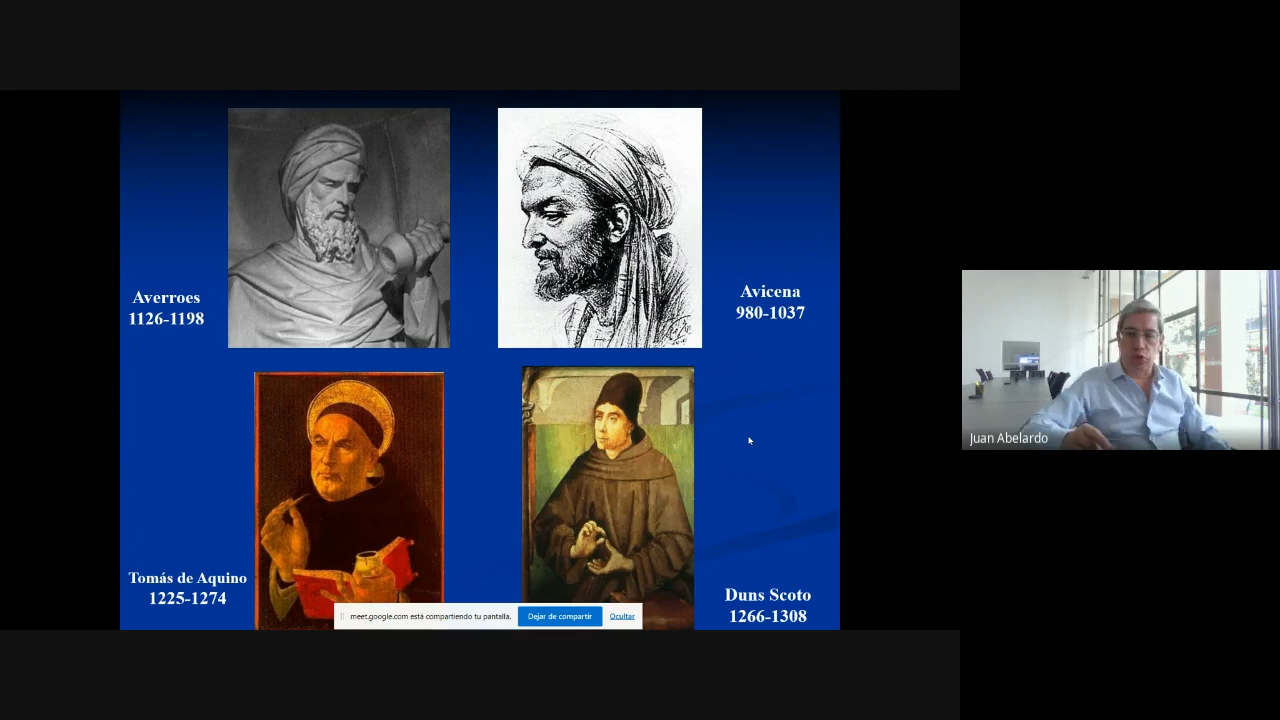 Averroes
1126-1198
Avicena
980-1037
Tomás de Aquino
1225-1274
Duns Scoto
1266-1308
meet.google.com está compartiendo tu pantalla.
Dejar de compartir
Ocultar
Juan Abelardo